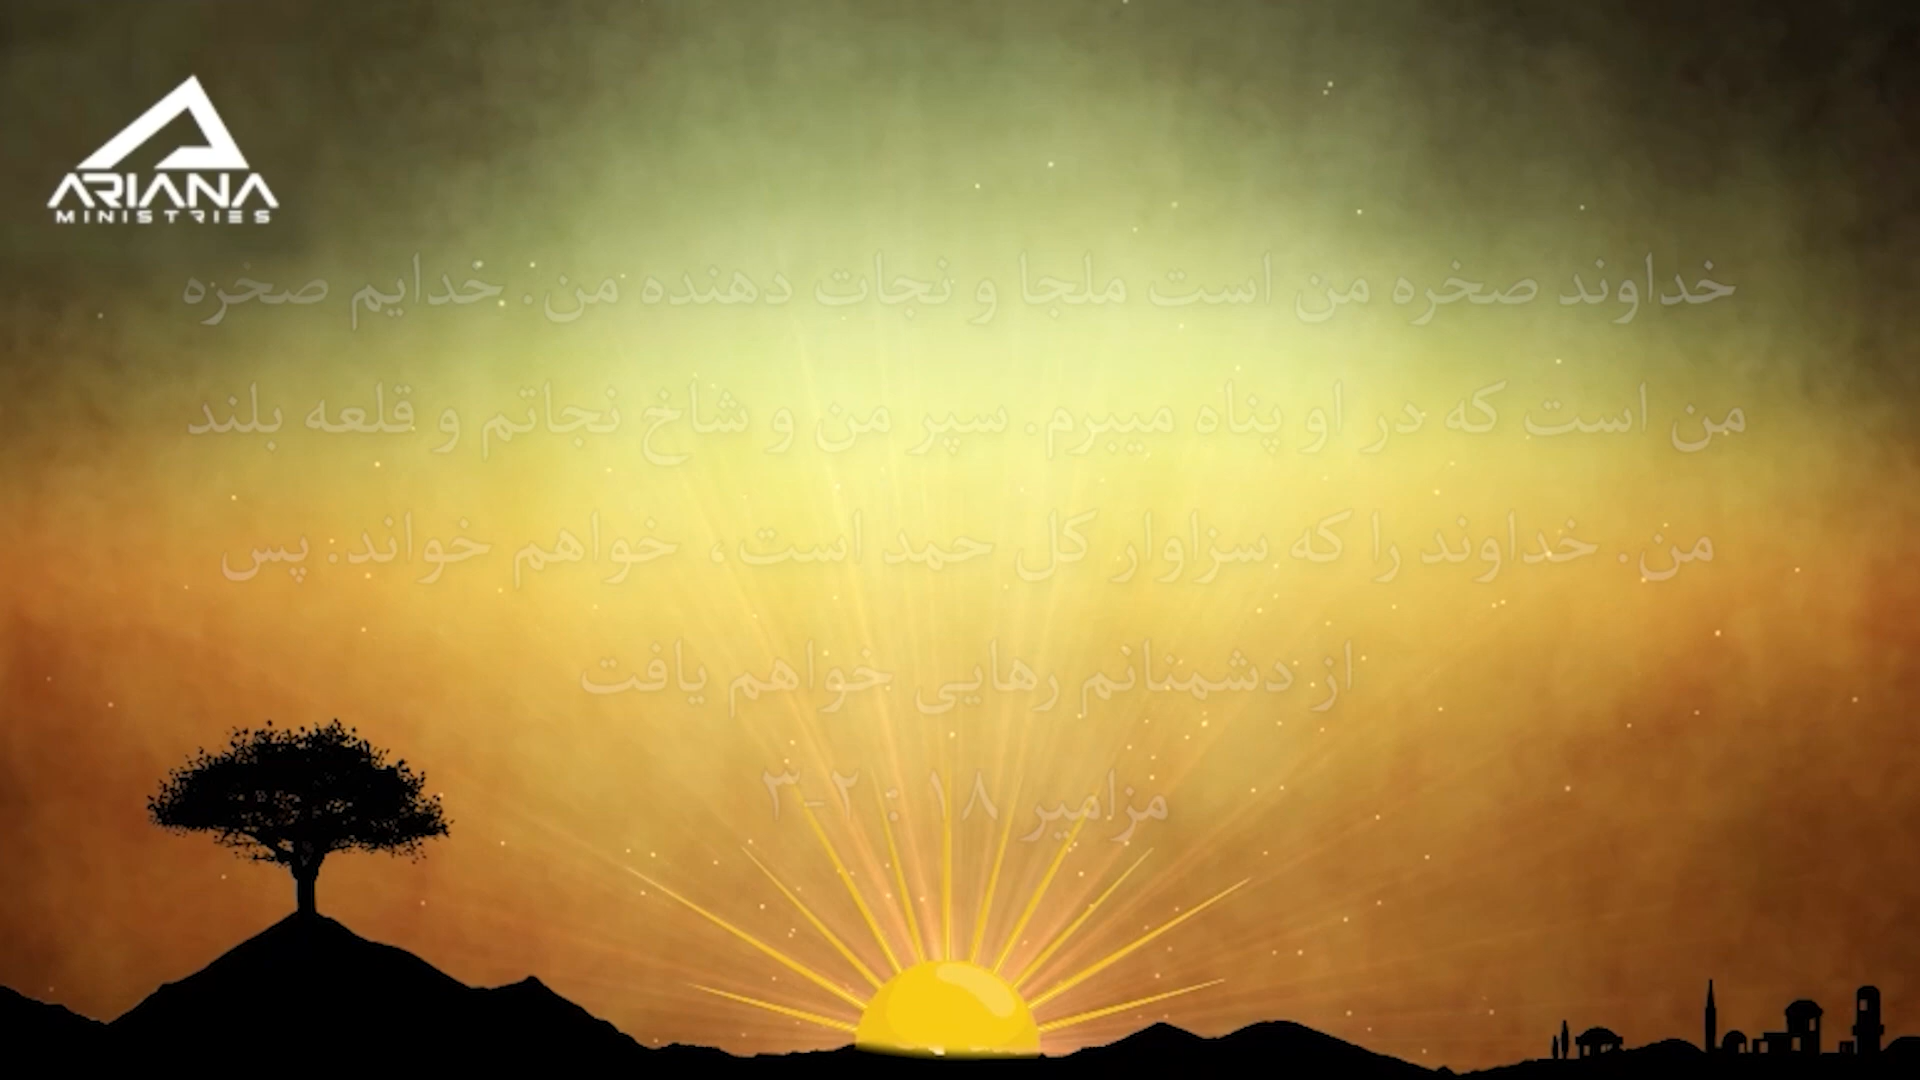 ARIANA
MINISTRIES
خداوند صخره من است ملجا و نجات دهنده من. خدایم صخره
من است که در او پناه میبرم. سپر من و شاخ نجاتم و قلعه بلند
من. خداوند را که سزاوار کل حمد است، خواهم خواند. پس
از دشمنانم رهایی خواهم یافت
مزامیر ۱۸ : ۲-۳